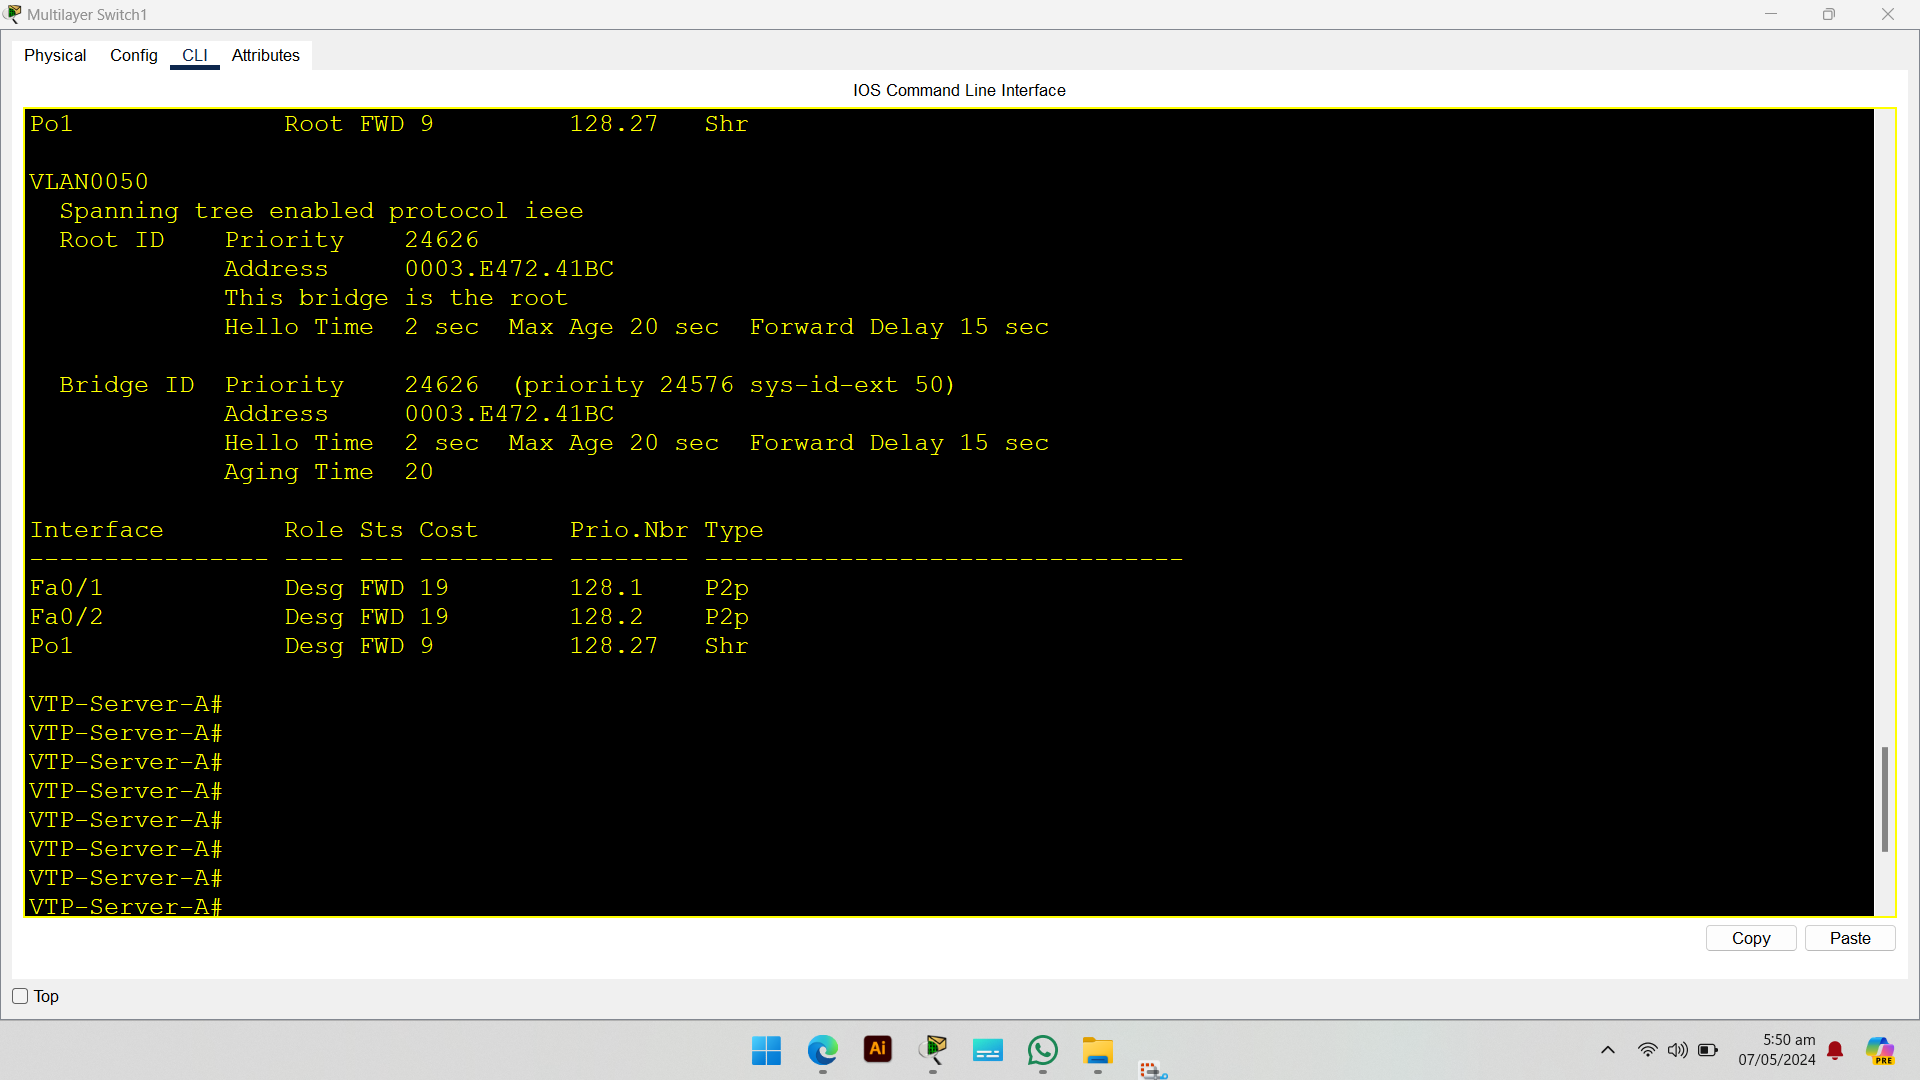 Multilayer Switch1
Physical Config CLI Attributes
IOS Command Line Interface
Po1 Root FWD 9 128.27 Shr
VLAN0050
Spanning tree enabled protocol ieee
Root ID Priority 24626
Address 0003.E472.41BC
This bridge is the root
Hello Time 2 sec Max Age 20 sec Forward Delay 15 sec
Bridge ID Priority 24626 (priority 24576 sys-id-ext 50)
Address 0003.E472.41BC
Hello Time 2 sec Max Age 20 sec Forward Delay 15 sec
Aging Time 20
Interface Role Sts Cost Prio.Nbr Type
---------------- ---- --- --------- -------- --------------------------------
Fa0/1 Desg FWD 19 128.1 P2p
Fa0/2 Desg FWD 19 128.2 P2p
Po1 Desg FWD 9 128.27 Shr
VTP-Server-A#
VTP-Server-A#
VTP-Server-A#
VTP-Server-A#
VTP-Server-A#
VTP-Server-A#
VTP-Server-A#
VTP-Server-A#
Copy Paste
Top
Ai
5:50 am
07/05/2024
PRE